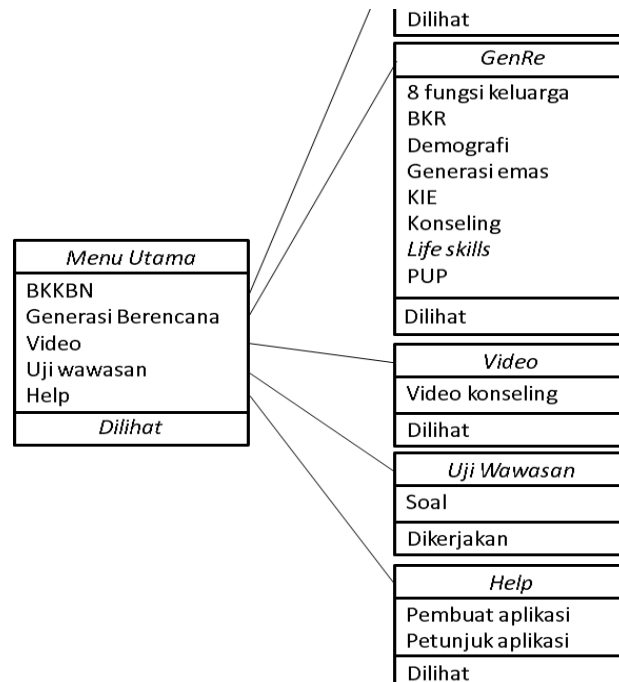 Dilihat
GenRe
8 fungsi keluarga
BKR
Demografi
Generasi emas
KIE
Konseling
Life skills
PUP
Dilihat
Menu Utama
BKKBN
Generasi Berencana
Video
Uji wawasan
Help
Dilihat
Video
Video konseling
Dilihat
Uji Wawasan
Soal
Dikerjakan
Help
Pembuat aplikasi
Petunjuk aplikasi
Dilihat